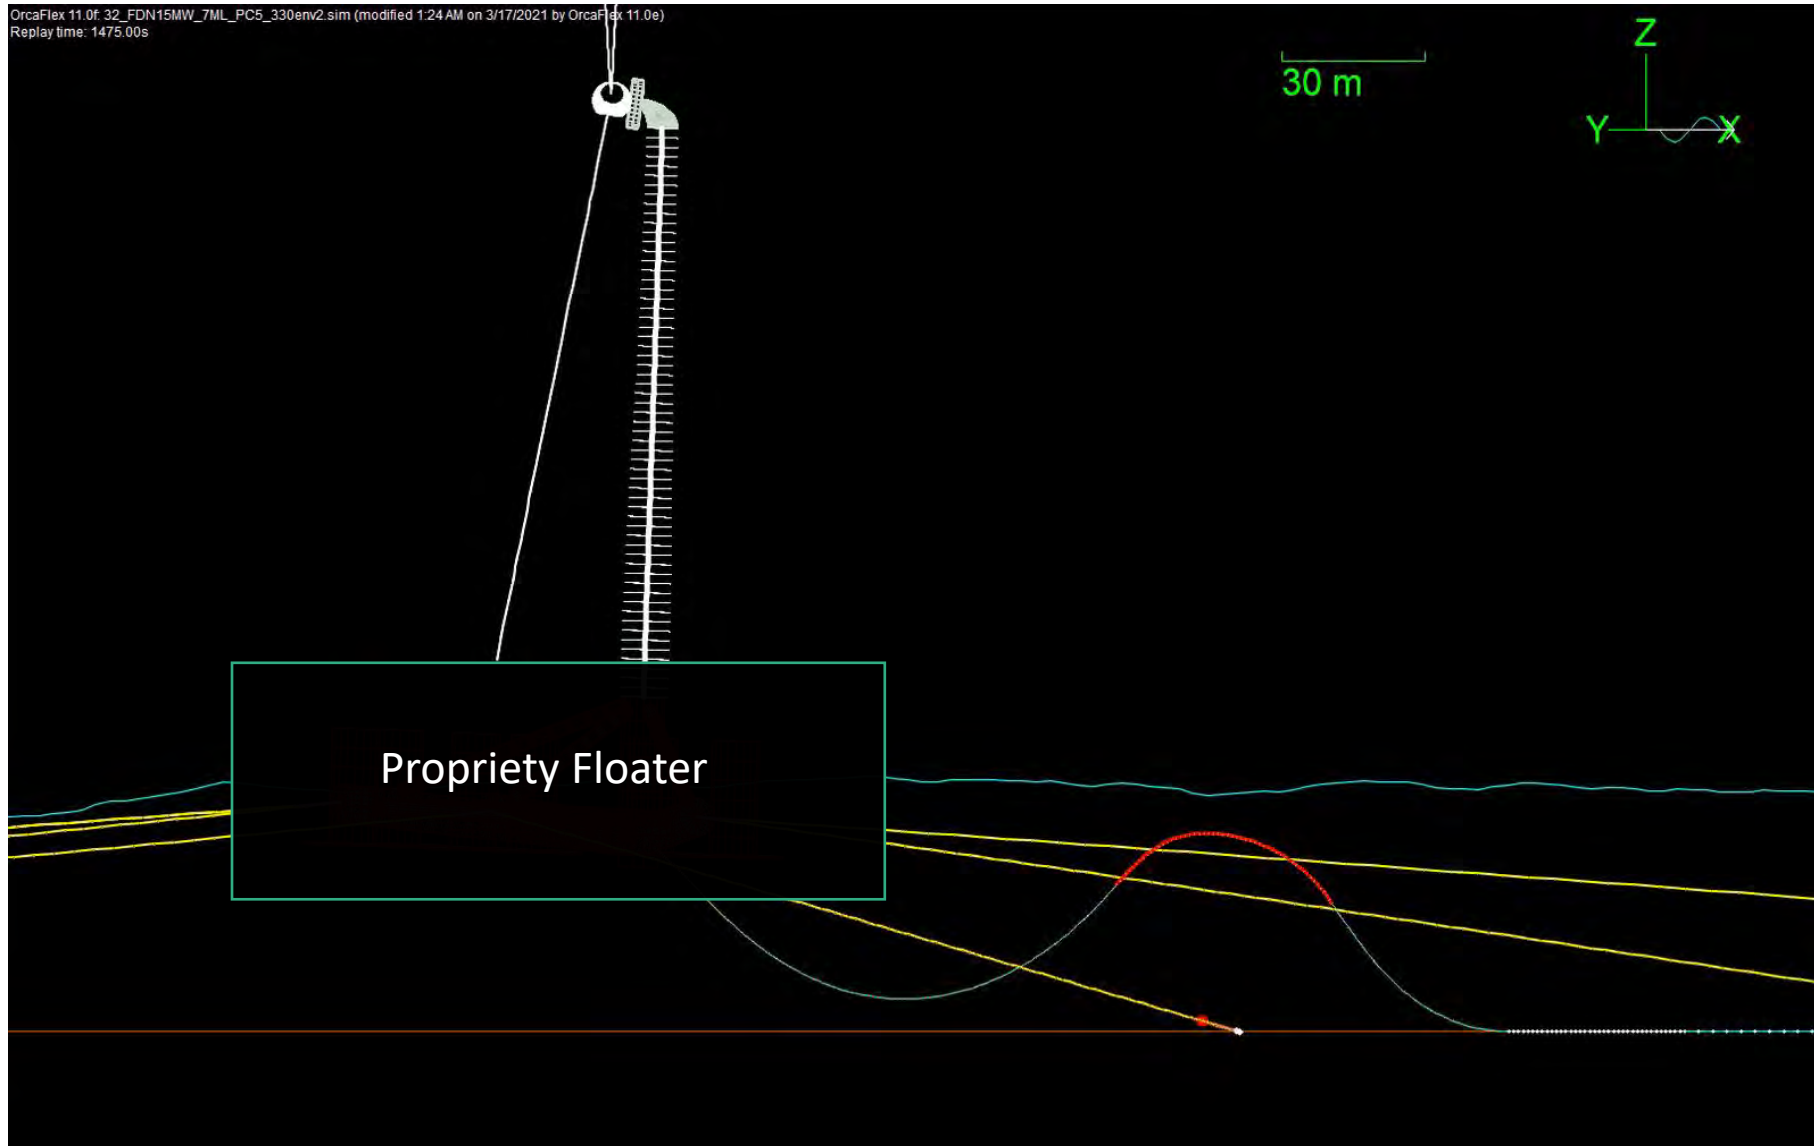 OrcaFlex 11.0f: 32_FDN15MW_7ML_PC5_330env2.sim (modified 1:24 AM on 3/17/2021 by OrcaFlex 11.0e)
Replay time: 1475.00s
Z
30 m
Y
X
Propriety Floater